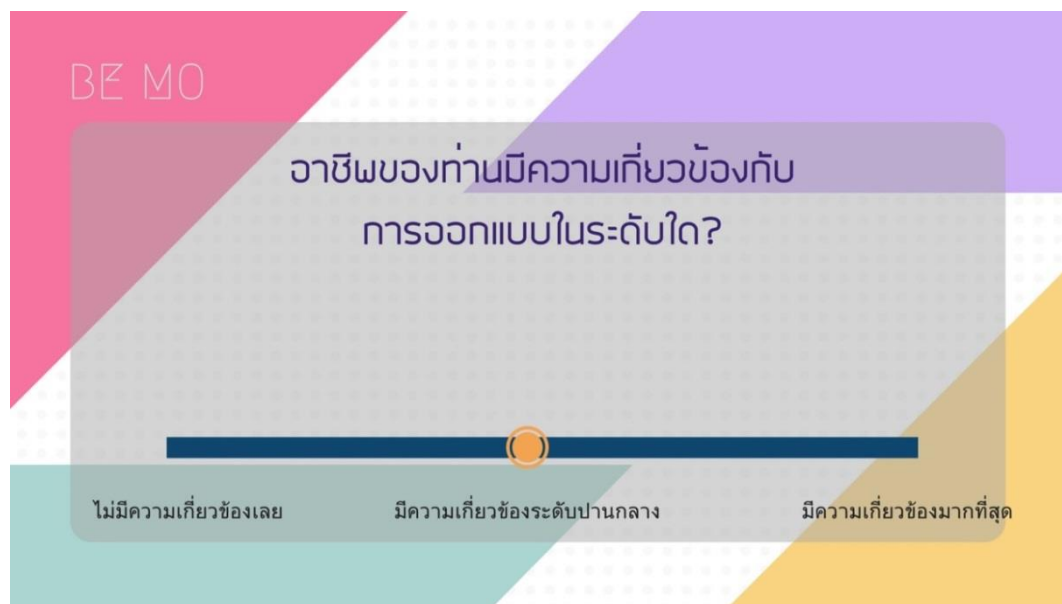 BE MO
อาชีพของท่านมีความเกี่ยวข้องกับ
การออกแบบในระดับใด?
ไม่มีความเกี่ยวข้องเลย
มีความเกี่ยวข้องระดับปานกลาง
มีความเกี่ยวข้องมากที่สุด